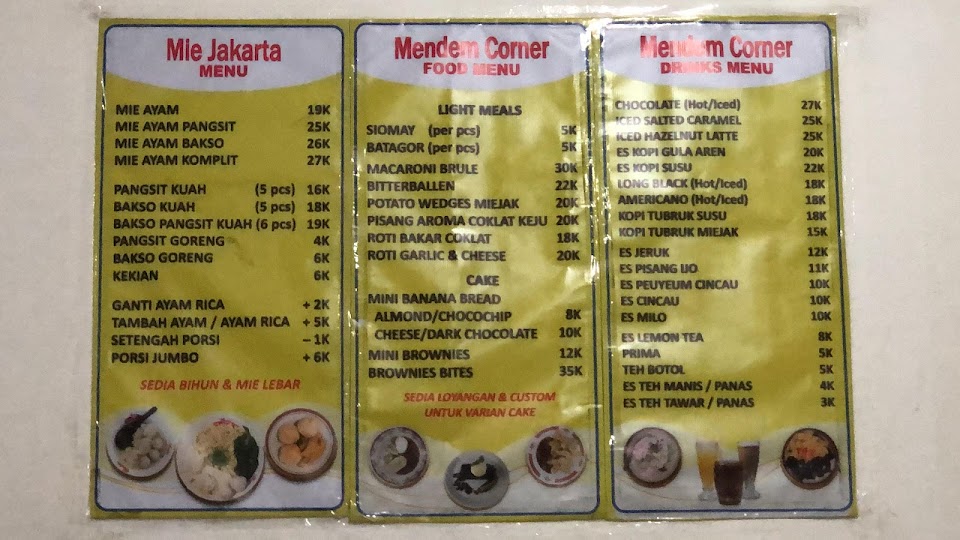 Mie Jakarta
MENU
MIE AYAM 19K
MIE AYAM PANGSIT 25K
MIE AYAM BAKSO 26K
MIE AYAM KOMPLIT 27K
PANGSIT KUAH (5 pcs) 16K
BAKSO KUAH (5 pcs) 18K
BAKSO PANGSIT KUAH (6 pcs) 19K
PANGSIT GORENG 4K
BAKSO GORENG 6K
KEKIAN 6K
GANTI AYAM RICA + 2K
TAMBAH AYAM / AYAM RICA + 5K
SETENGAH PORSI – 1K
PORSI JUMBO + 6K
SEDIA BIHUN & MIE LEBAR
Mendem Corner
FOOD MENU
LIGHT MEALS
SIOMAY (per pcs) 5K
BATAGOR (per pcs) 5K
MACARONI BRULE 30K
BITTERBALLEN 22K
POTATO WEDGES MIEJAK 20K
PISANG AROMA COKLAT KEJU 20K
ROTI BAKAR COKLAT 18K
ROTI GARLIC & CHEESE 20K
CAKE
MINI BANANA BREAD
ALMOND/CHOCOCHIP 8K
CHEESE/DARK CHOCOLATE 10K
MINI BROWNIES 12K
BROWNIES BITES 35K
SEDIA LOYANGAN & CUSTOM
UNTUK VARIAN CAKE
Mendem Corner
DRINKS MENU
CHOCOLATE (Hot/Iced) 27K
ICED SALTED CARAMEL 25K
ICED HAZELNUT LATTE 25K
ES KOPI GULA AREN 20K
ES KOPI SUSU 22K
LONG BLACK (Hot/Iced) 18K
AMERICANO (Hot/Iced) 18K
KOPI TUBRUK SUSU 18K
KOPI TUBRUK MIEJAK 15K
ES JERUK 12K
ES PISANG IJO 11K
ES PEUYEUM CINCAU 10K
ES CINCAU 10K
ES MILO 10K
ES LEMON TEA 8K
PRIMA 5K
TEH BOTOL 5K
ES TEH MANIS / PANAS 4K
ES TEH TAWAR / PANAS 3K